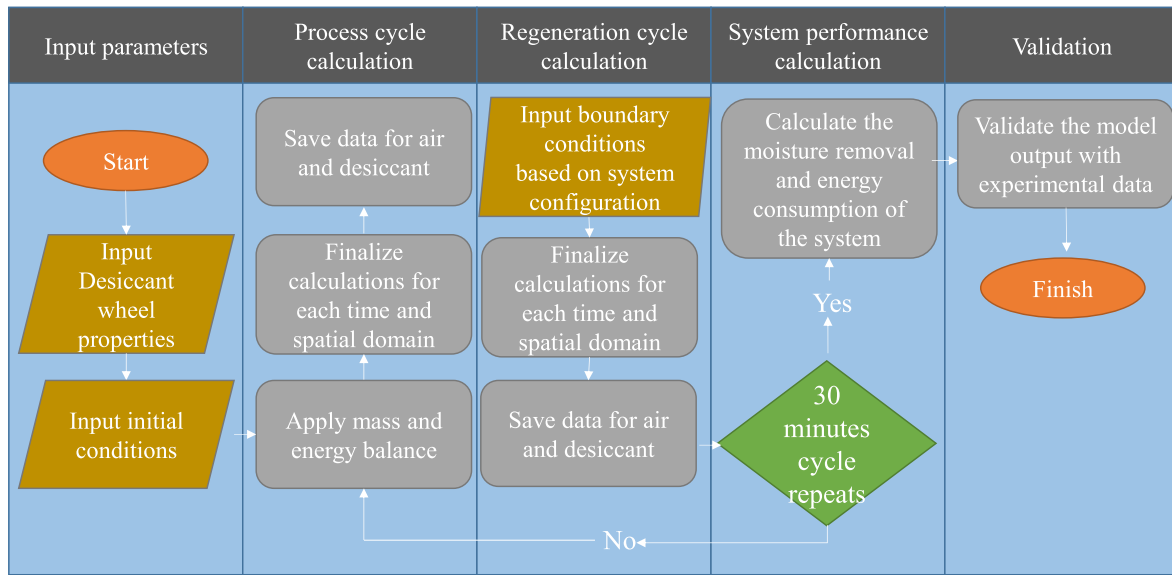 Input parameters
Process cycle
calculation
Regeneration cycle
calculation
System performance
calculation
Validation
Start
Input
Desiccant
wheel
properties
Input initial
conditions
Save data for air
and desiccant
Finalize
calculations for
each time and
spatial domain
Apply mass and
energy balance
Input boundary
conditions
based on system
configuration
Finalize
calculations for
each time and
spatial domain
Save data for air
and desiccant
Calculate the
moisture removal
and energy
consumption of
the system
Yes
30
minutes
cycle
repeats
No
Validate the model
output with
experimental data
Finish